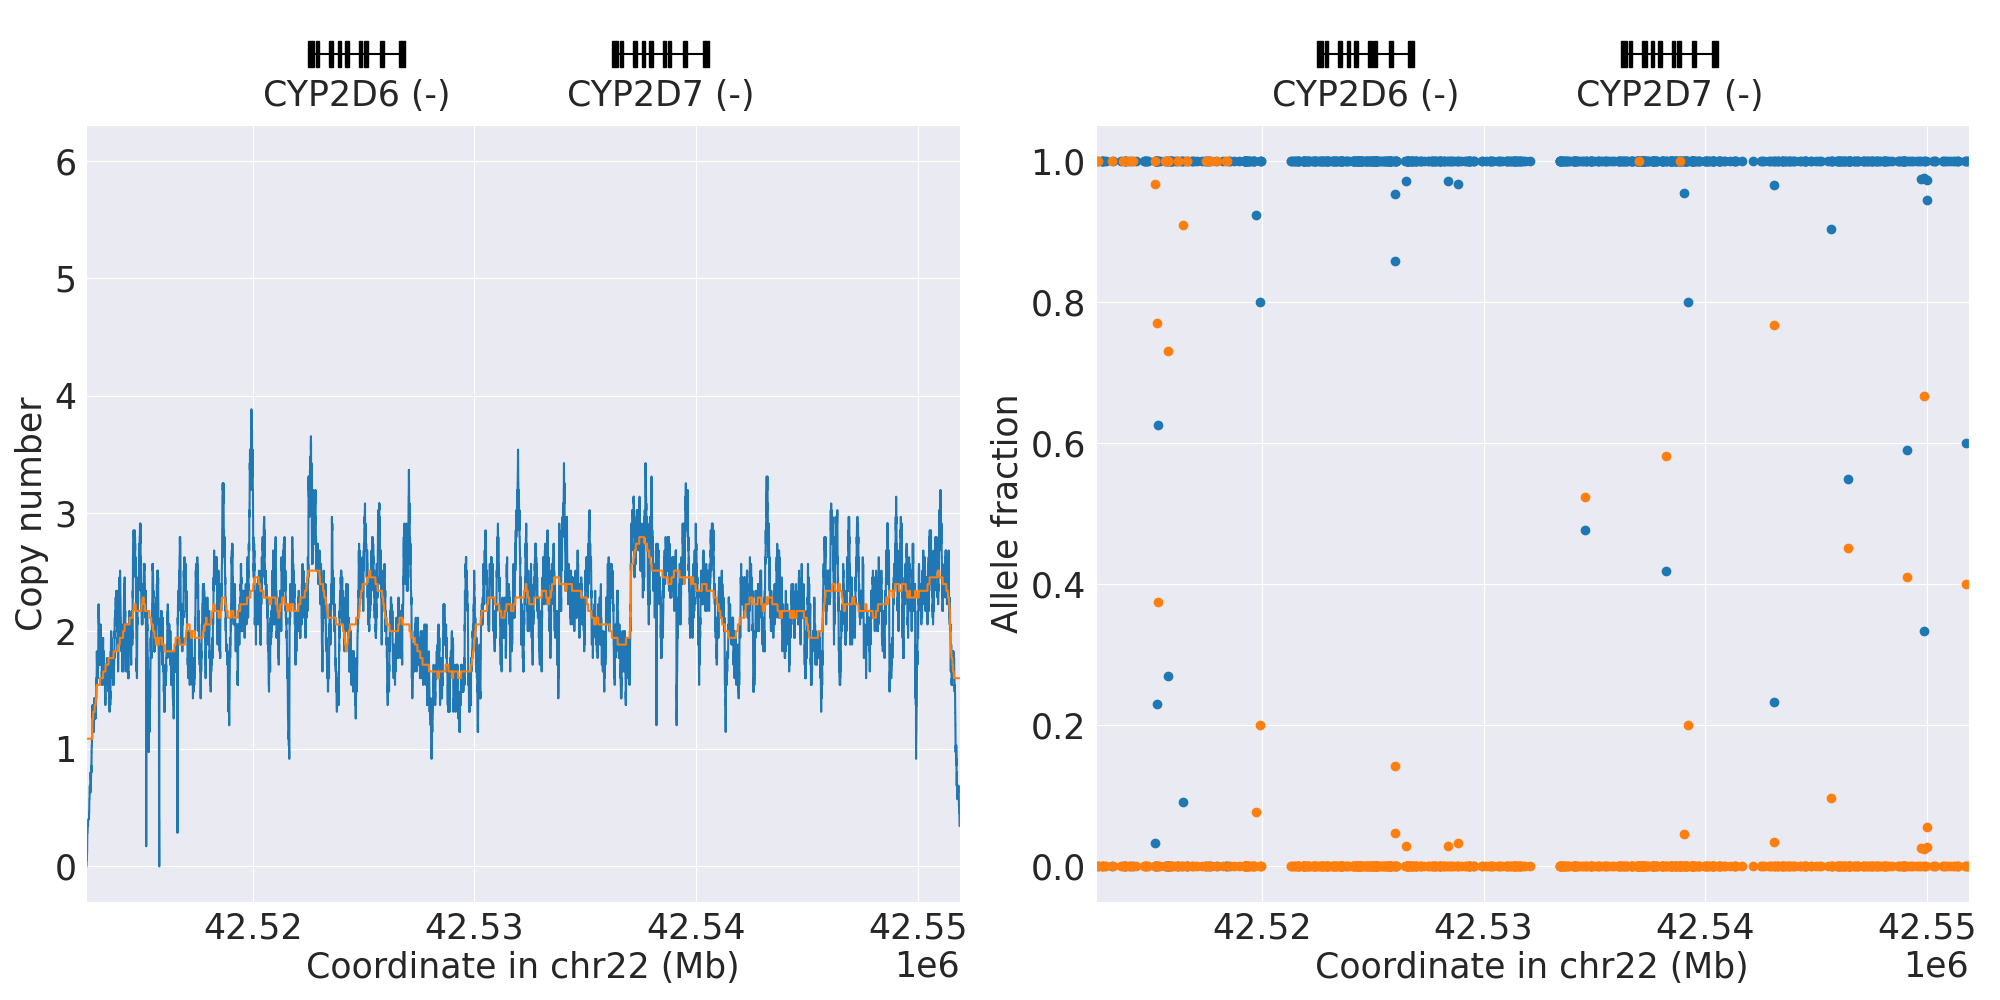 CYP2D6 (-)
CYP2D7 (-)
Copy number
6
5
4
3
2
1
0
42.52
42.53
42.54
42.55
Coordinate in chr22 (Mb)
1e6
CYP2D6 (-)
CYP2D7 (-)
Allele fraction
1.0
0.8
0.6
0.4
0.2
0.0
42.52
42.53
42.54
42.55
Coordinate in chr22 (Mb)
1e6